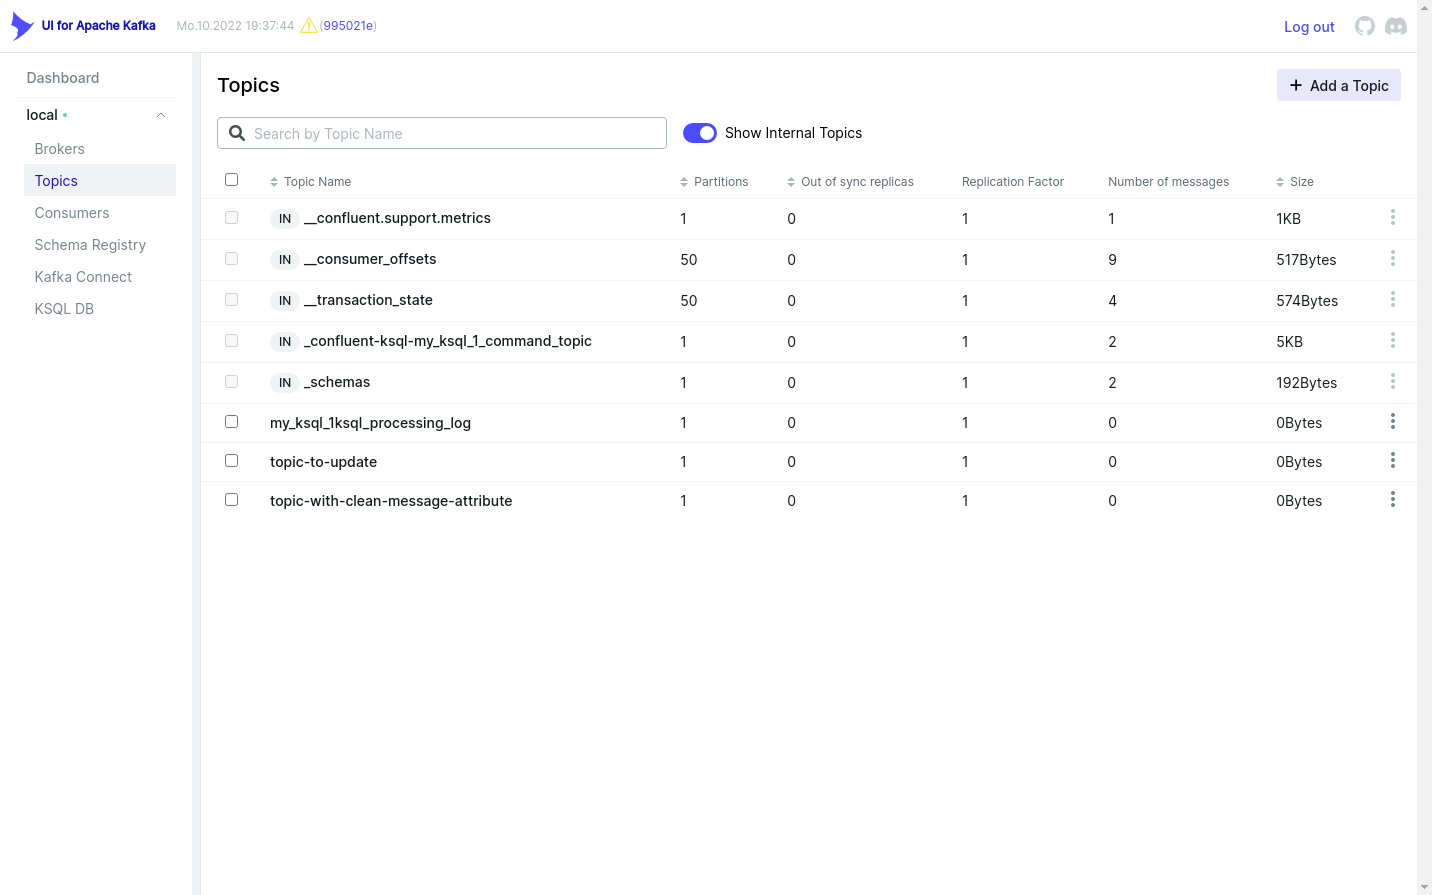 UI for Apache Kafka Mo.10.2022 19:37:44 (995021e) Log out
Dashboard
local
Brokers
Topics
Consumers
Schema Registry
Kafka Connect
KSQL DB
Topics
Add a Topic
Search by Topic Name Show Internal Topics
Topic Name Partitions Out of sync replicas Replication Factor Number of messages Size
IN __confluent.support.metrics 1 0 1 1 1KB
IN __consumer_offsets 50 0 1 9 517Bytes
IN __transaction_state 50 0 1 4 574Bytes
IN _confluent-ksql-my_ksql_1_command_topic 1 0 1 2 5KB
IN _schemas 1 0 1 2 192Bytes
my_ksql_1ksql_processing_log 1 0 1 0 0Bytes
topic-to-update 1 0 1 0 0Bytes
topic-with-clean-message-attribute 1 0 1 0 0Bytes